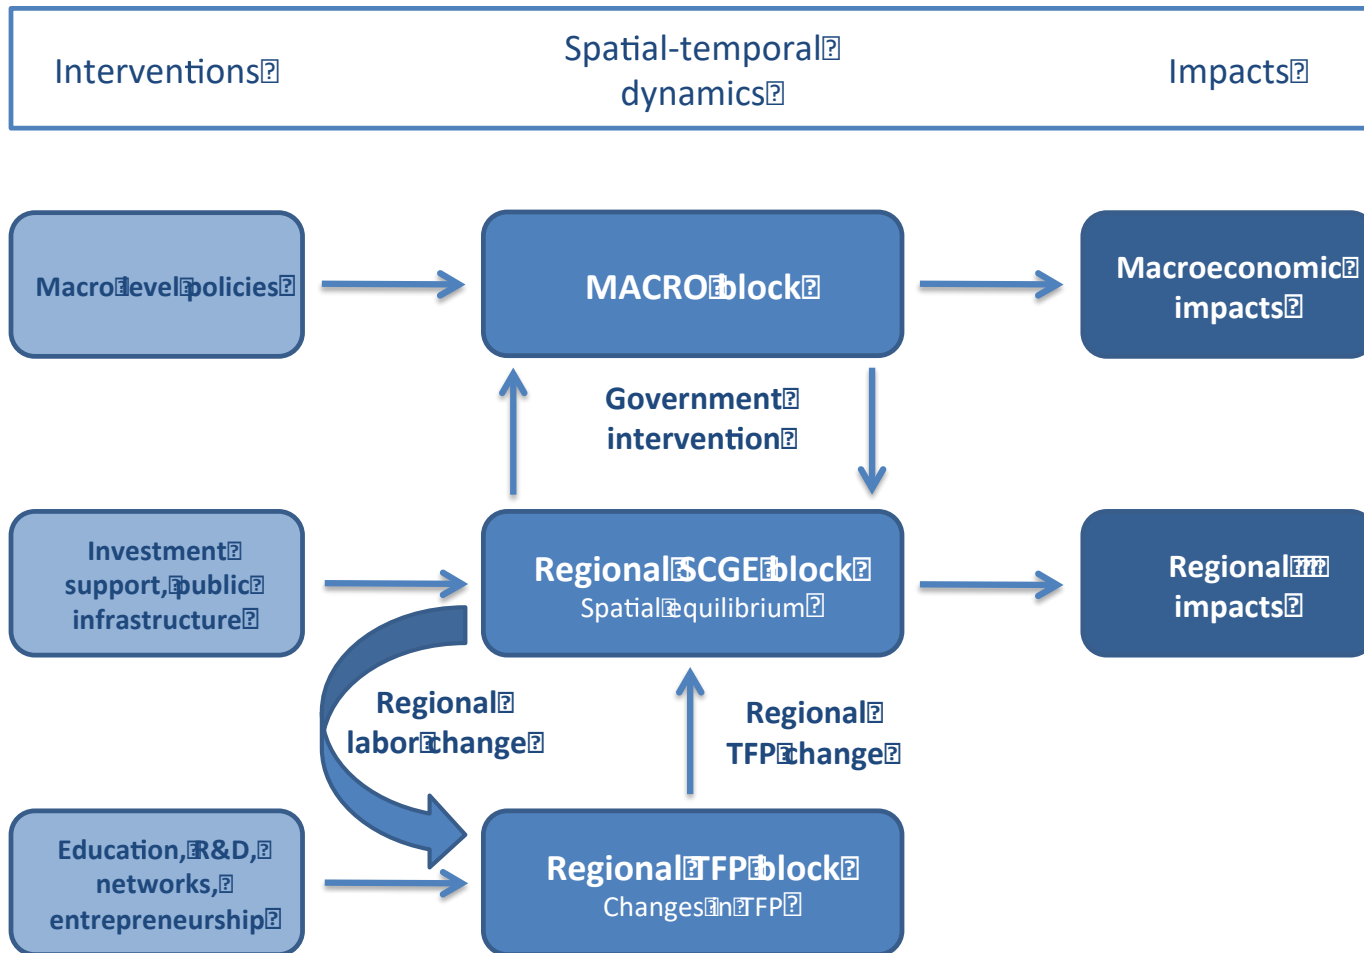 Interventions
Spatial-temporal
dynamics
Impacts
Macro level policies
MACRO block
Macroeconomic
impacts
Government
intervention
Investment
support, public
infrastructure
Regional SCGE block
Spatial equilibrium
Regional
impacts
Regional
labor change
Regional
TFP change
Education, R&D,
networks,
entrepreneurship
Regional TFP block
Changes in TFP